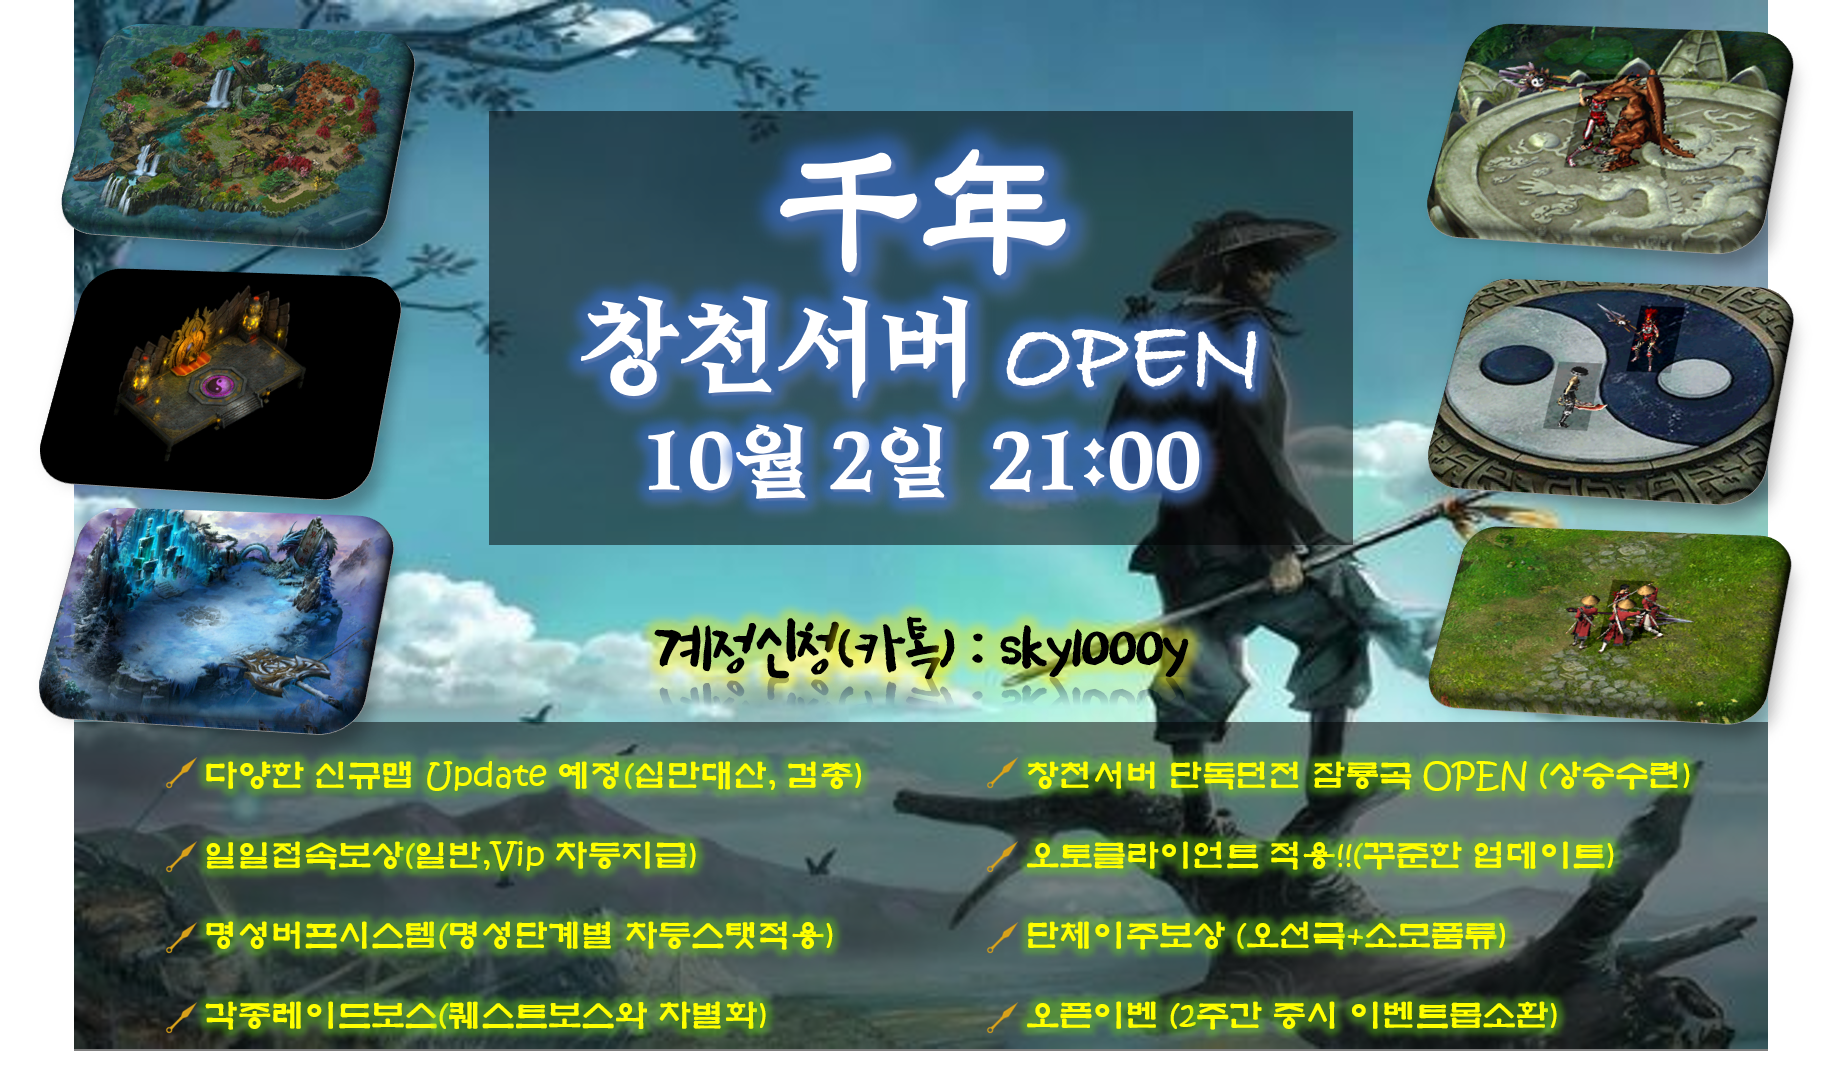 千年
창천서버 OPEN
10월 2일 21:00
계정신청(카톡) : sky1000y
다양한 신규맵 Update 예정(십만대산, 검총)
일일접속보상(일반,Vip 차등지급)
명성버프시스템(명성단계별 차등스탯적용)
각종레이드보스(퀘스트보스와 차별화)
창천서버 단독던전 잠룡곡 OPEN (상승수련)
오토클라이언트 적용!!(꾸준한 업데이트)
단체이주보상 (오선극+소모품류)
오픈이벤 (2주간 중시 이벤트몹소환)